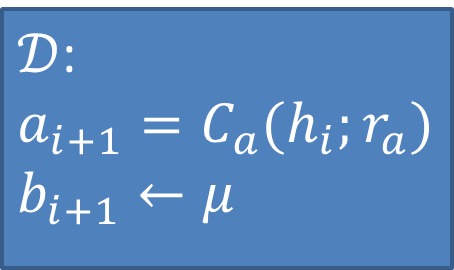 𝒟:
a_{i+1} = C_a(h_i; r_a)
b_{i+1} ← μ